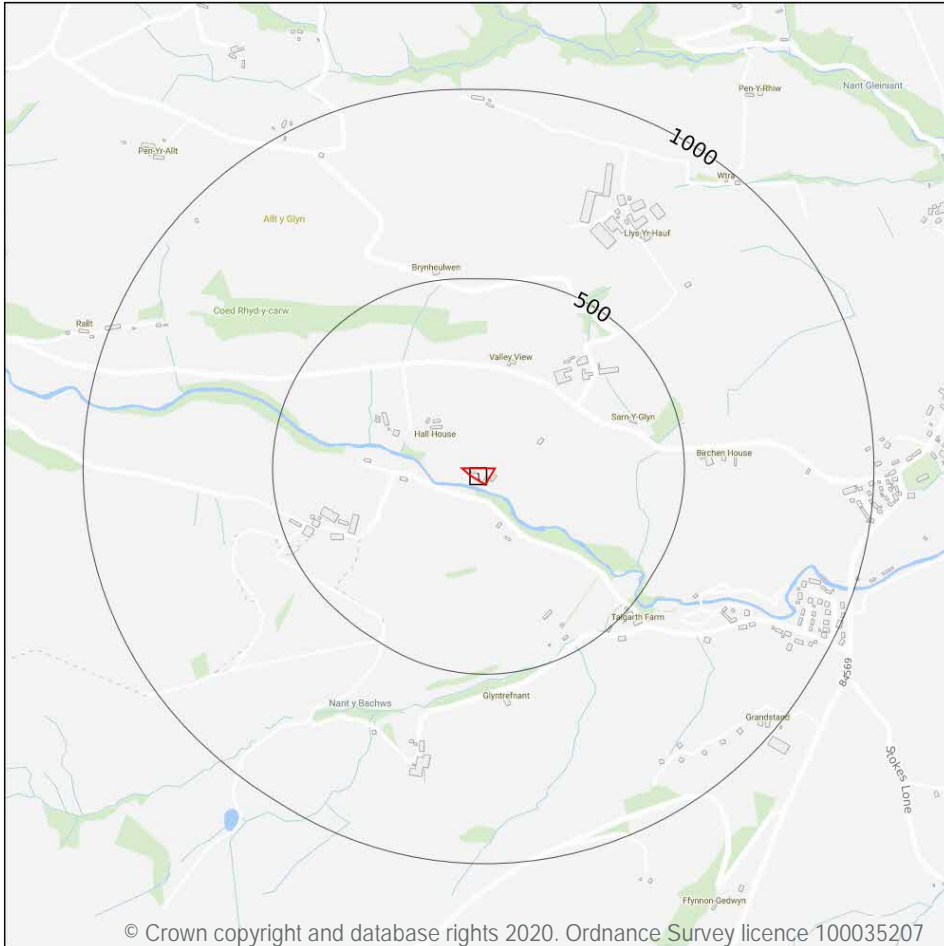 Pen-Y-Rhiw
Nant Gleiniant
1000
Pen-Yr-Allt
Wtra
Allt y Glyn
Llys-Yr-Hauf
Brynheulwen
500
Coed Rhyd-y-carw
Rallt
Valley View
Sarn-Y-Glyn
Hall House
Birchen House
1
Talgarth Farm
B4569
Glyntrefnant
Nant y Bachws
Grandstand
Stokes Lone
Ffynnon Gedwyn
© Crown copyright and database rights 2020. Ordnance Survey licence 100035207